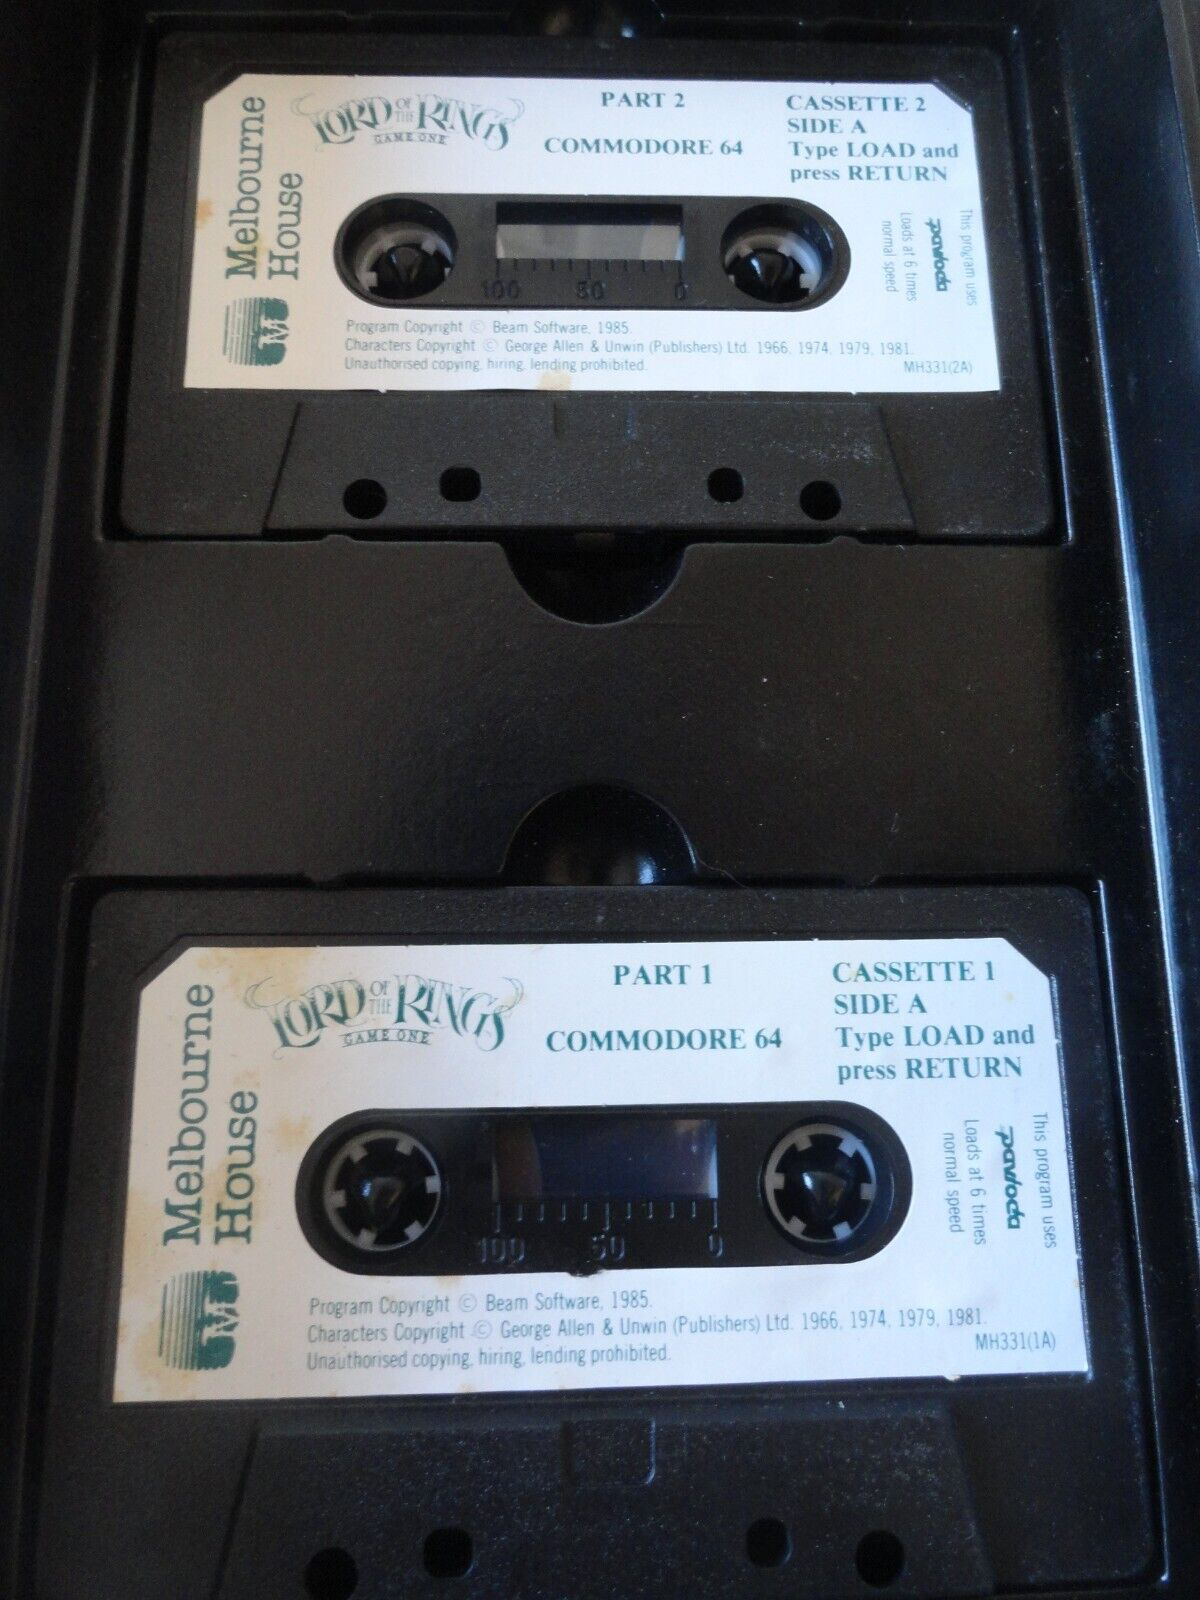 Melbourne
House
LORD OF THE RINGS
GAME ONE
PART 2
COMMODORE 64
CASSETTE 2
SIDE A
Type LOAD and
press RETURN
This program uses
pavloda
Loads at 6 times
normal speed
100 50 0
Program Copyright © Beam Software, 1985.
Characters Copyright © George Allen & Unwin (Publishers) Ltd. 1966, 1974, 1979, 1981.
Unauthorised copying, hiring, lending prohibited.
MH331(2A)
Melbourne
House
LORD OF THE RINGS
GAME ONE
PART 1
COMMODORE 64
CASSETTE 1
SIDE A
Type LOAD and
press RETURN
This program uses
pavloda
Loads at 6 times
normal speed
100 50 0
Program Copyright © Beam Software, 1985.
Characters Copyright © George Allen & Unwin (Publishers) Ltd. 1966, 1974, 1979, 1981.
Unauthorised copying, hiring, lending prohibited.
MH331(1A)